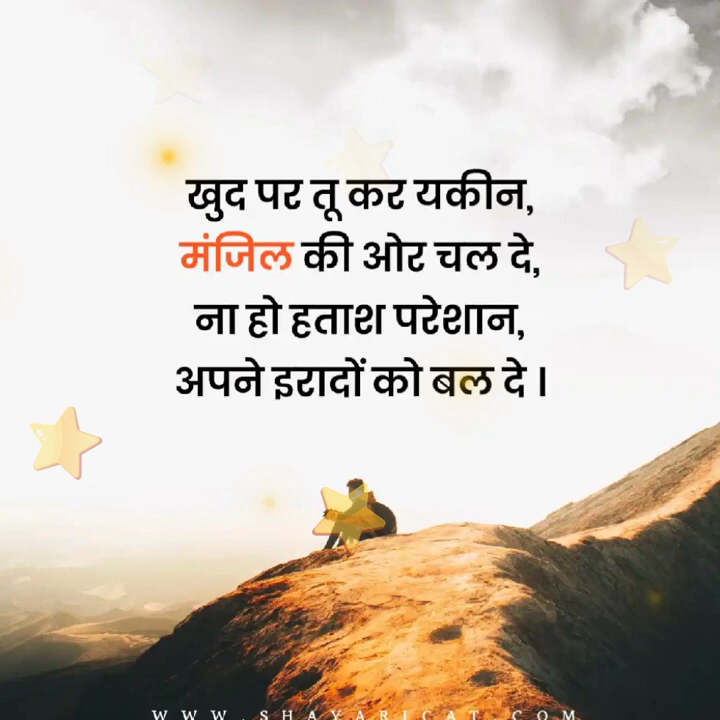 खुद पर तू कर यकीन,
मंजिल की ओर चल दे,
ना हो हताश परेशान,
अपने इरादों को बल दे ।
WWW.SHAYARICAT.COM